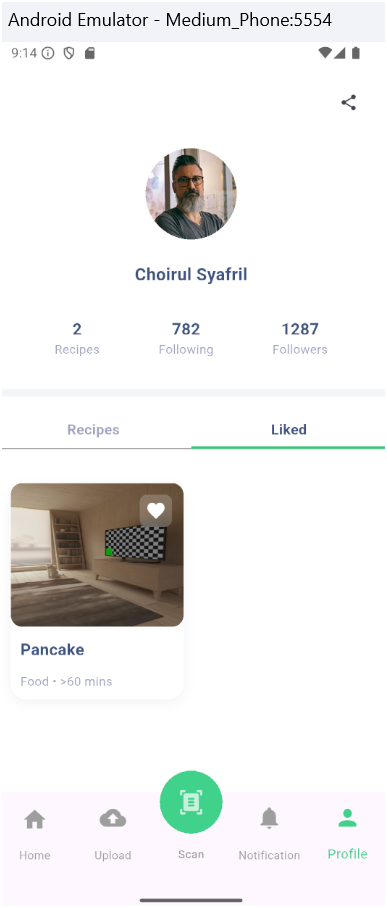 Android Emulator - Medium_Phone:5554
9:14
Choirul Syafril
2 782 1287
Recipes Following Followers
Recipes Liked
Pancake
Food • >60 mins
Home Upload Scan Notification Profile